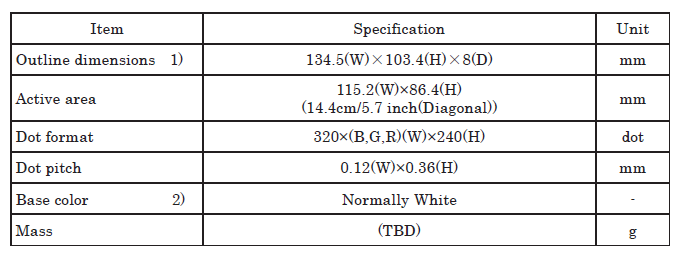 Item Specification Unit
Outline dimensions 1) 134.5(W)×103.4(H)×8(D) mm
Active area 115.2(W)×86.4(H) mm
(14.4cm/5.7 inch(Diagonal))
Dot format 320×(B,G,R)(W)×240(H) dot
Dot pitch 0.12(W)×0.36(H) mm
Base color 2) Normally White -
Mass (TBD) g